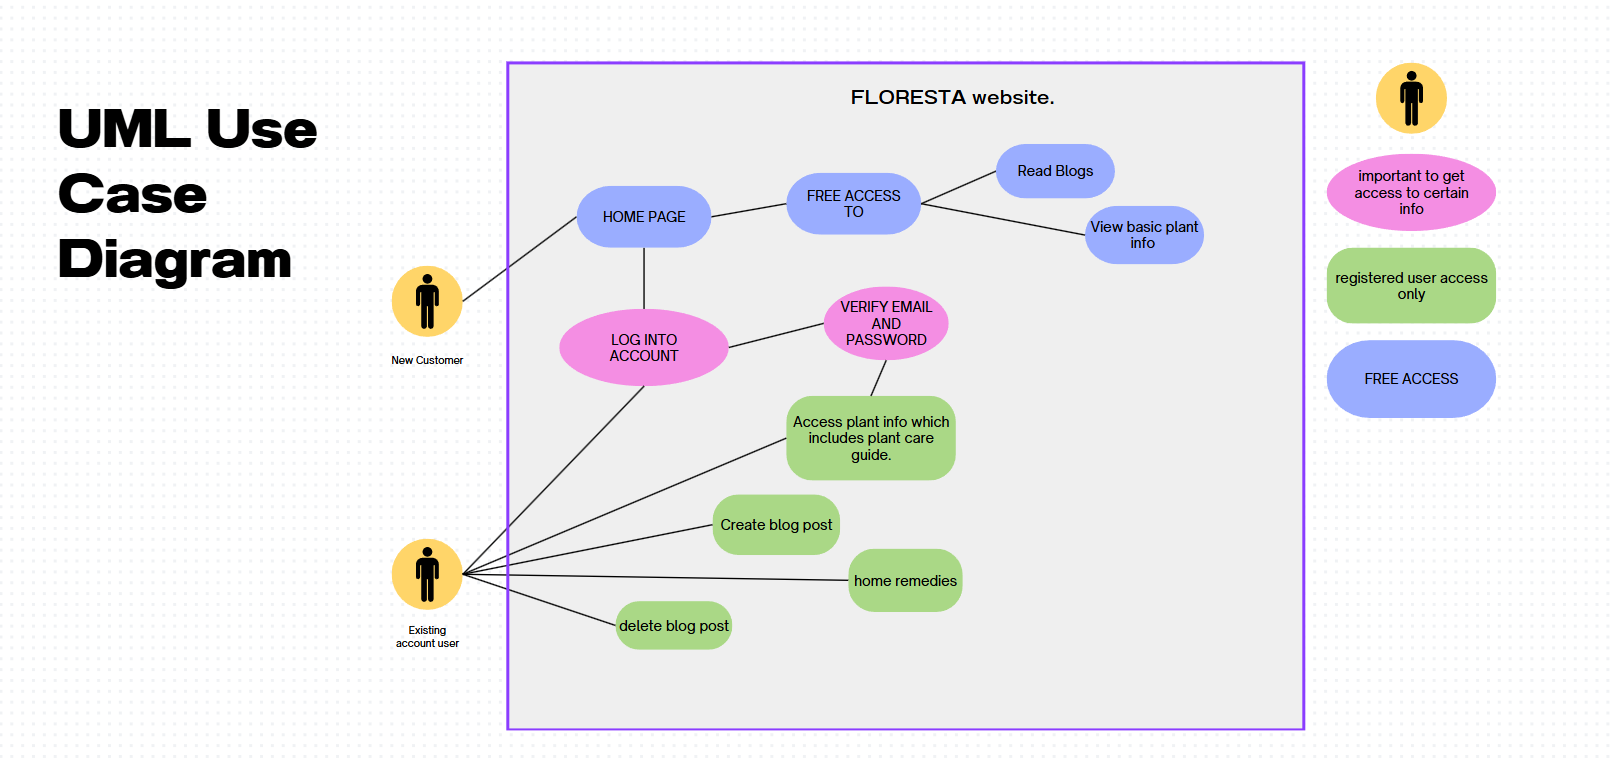 UML Use
Case
Diagram
FLORESTA website.
HOME PAGE
FREE ACCESS
TO
Read Blogs
View basic plant
info
New Customer
LOG INTO
ACCOUNT
VERIFY EMAIL
AND
PASSWORD
Access plant info which
includes plant care
guide.
Create blog post
home remedies
delete blog post
Existing
account user
important to get
access to certain
info
registered user access
only
FREE ACCESS